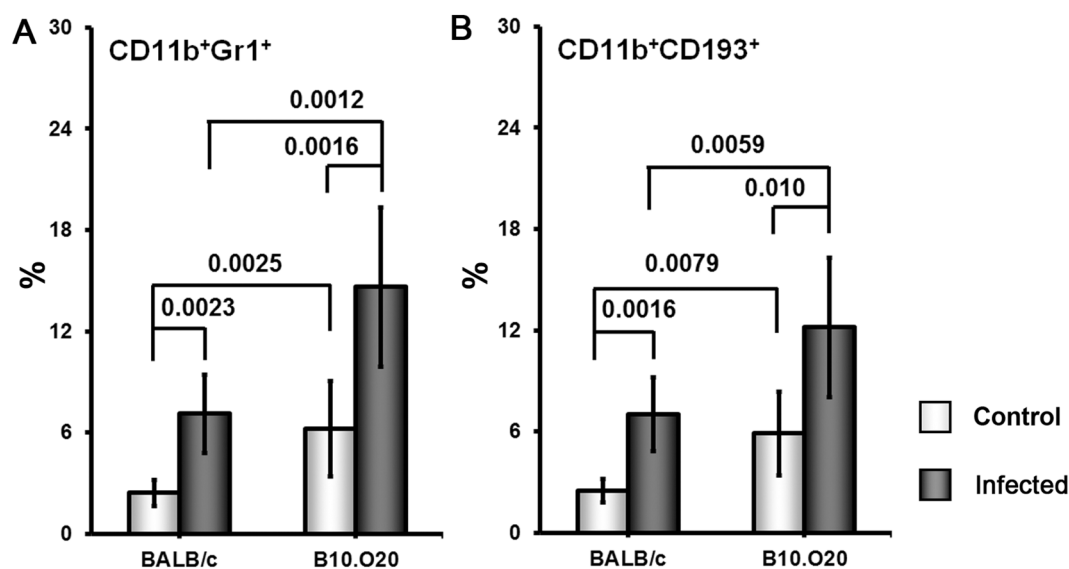 A
CD11b⁺Gr1⁺
30
24
18
12
6
0
%
0.0012
0.0016
0.0025
0.0023
BALB/c
B10.O20
B
CD11b⁺CD193⁺
30
24
18
12
6
0
%
0.0059
0.010
0.0079
0.0016
BALB/c
B10.O20
Control
Infected